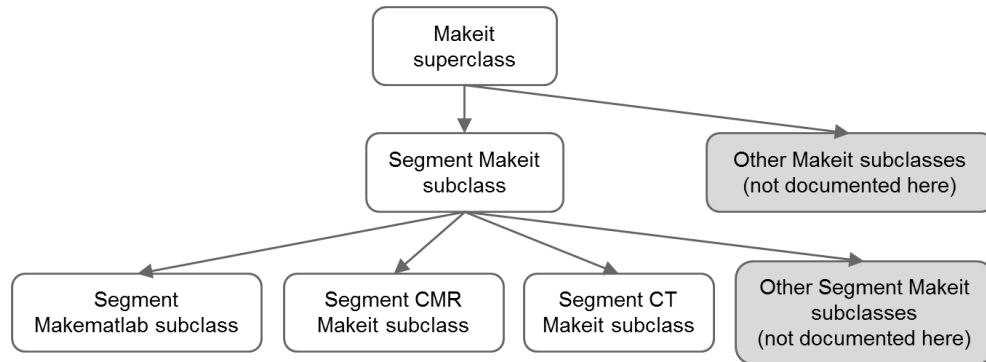 Makeit
superclass
Segment Makeit
subclass
Other Makeit subclasses
(not documented here)
Segment
Makematlab subclass
Segment CMR
Makeit subclass
Segment CT
Makeit subclass
Other Segment Makeit
subclasses
(not documented here)